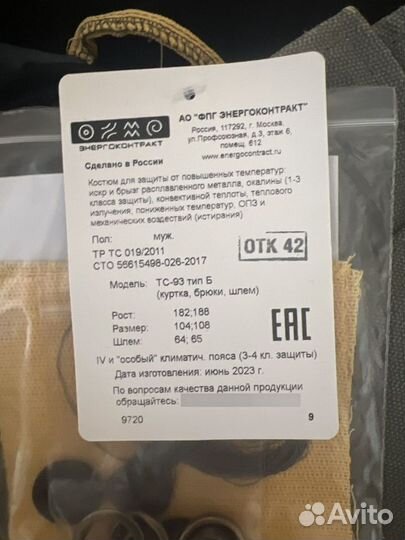 АО "ФПГ ЭНЕРГОКОНТРАКТ"
Россия, 117292, г. Москва,
ул.Профсоюзная, д.3, этаж 6,
помещ. 612
www.energocontract.ru
ЭНЕРГОКОНТРАКТ
Сделано в России
Костюм для защиты от повышенных температур:
искр и брызг расплавленного металла, окалины (1-3
класса защиты), конвективной теплоты, теплового
излучения, пониженных температур, ОПЗ и
механических воздествий (истирания)
Пол: муж.
ТР ТС 019/2011
СТО 56615498-026-2017
ОТК 42
Модель: ТС-93 тип Б
(куртка, брюки, шлем)
Рост: 182;188
Размер: 104;108
Шлем: 64; 65
ЕАС
IV и "особый" климатич. пояса (3-4 кл. защиты)
Дата изготовления: июнь 2023 г.
По вопросам качества данной продукции
обращайтесь:
9720 9
Avito